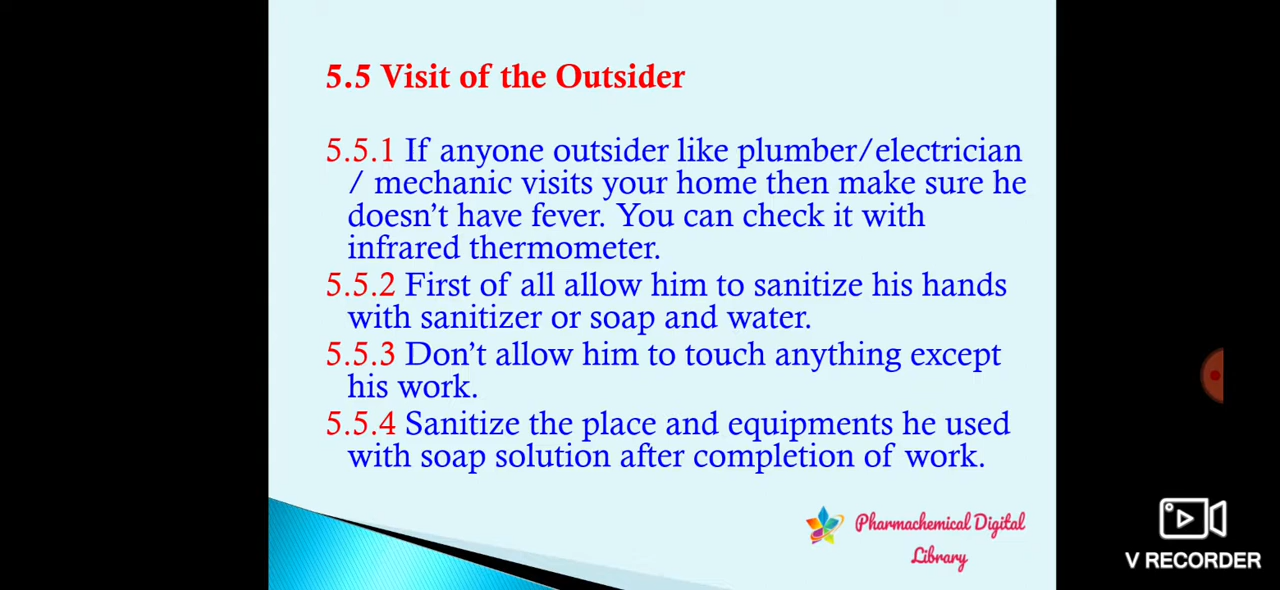 5.5 Visit of the Outsider
5.5.1 If anyone outsider like plumber/electrician
/ mechanic visits your home then make sure he
doesn't have fever. You can check it with
infrared thermometer.
5.5.2 First of all allow him to sanitize his hands
with sanitizer or soap and water.
5.5.3 Don't allow him to touch anything except
his work.
5.5.4 Sanitize the place and equipments he used
with soap solution after completion of work.
Pharmachemical Digital
Library
V RECORDER